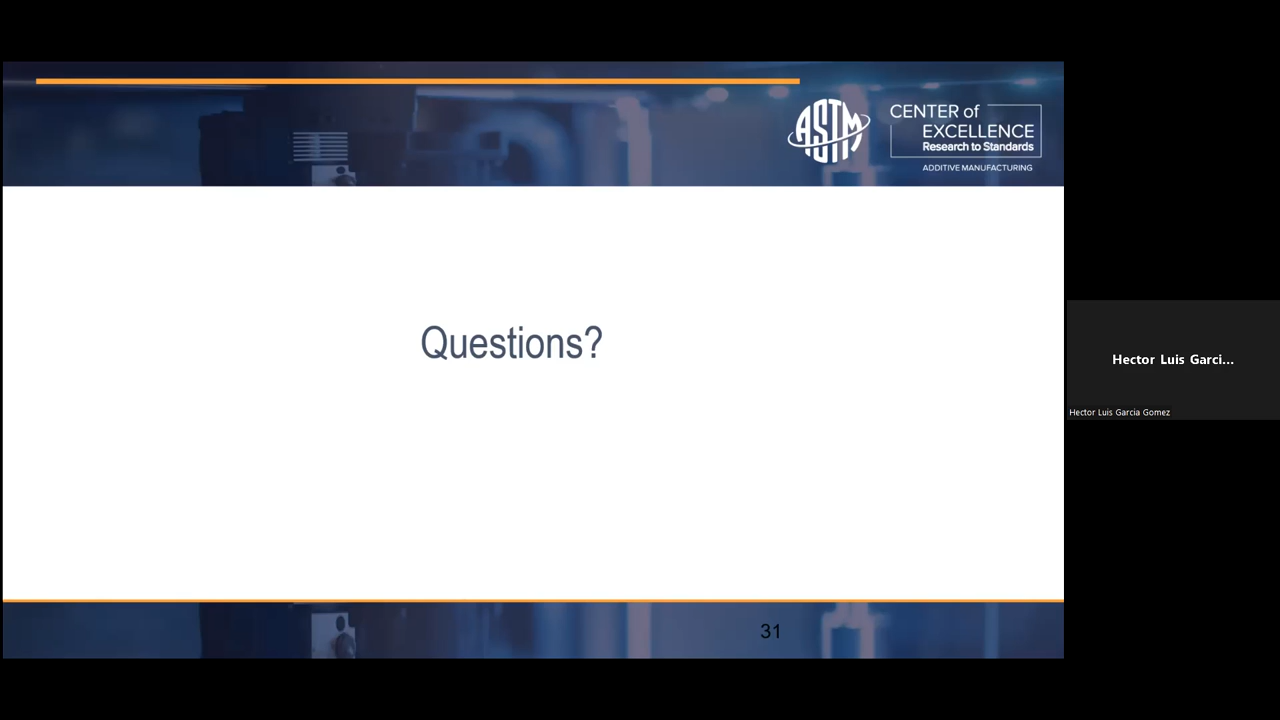 ASTM
CENTER of
EXCELLENCE
Research to Standards
ADDITIVE MANUFACTURING
Questions?
Hector Luis Garci...
Hector Luis Garcia Gomez
31